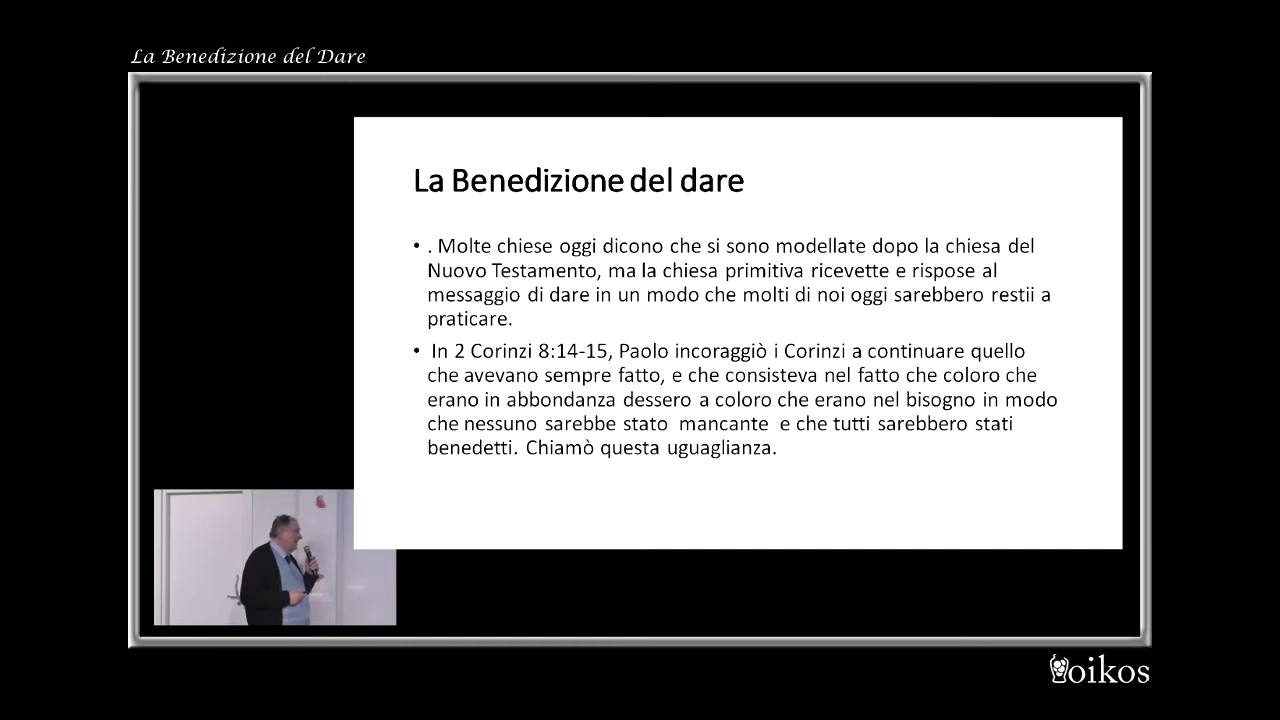 La Benedizione del Dare
La Benedizione del dare
• . Molte chiese oggi dicono che si sono modellate dopo la chiesa del
Nuovo Testamento, ma la chiesa primitiva ricevette e rispose al
messaggio di dare in un modo che molti di noi oggi sarebbero restii a
praticare.
• In 2 Corinzi 8:14-15, Paolo incoraggiò i Corinzi a continuare quello
che avevano sempre fatto, e che consisteva nel fatto che coloro che
erano in abbondanza dessero a coloro che erano nel bisogno in modo
che nessuno sarebbe stato mancante e che tutti sarebbero stati
benedetti. Chiamò questa uguaglianza.
oikos